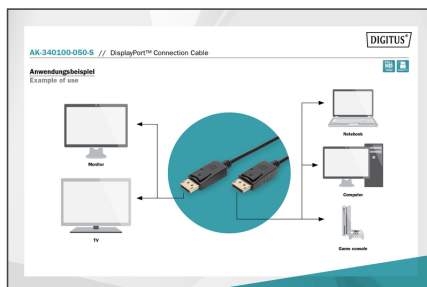 DIGITUS®
AK-340100-050-S // DisplayPort™ Connection Cable
Anwendungsbeispiel
Example of use
Monitor
TV
Notebook
Computer
Game console